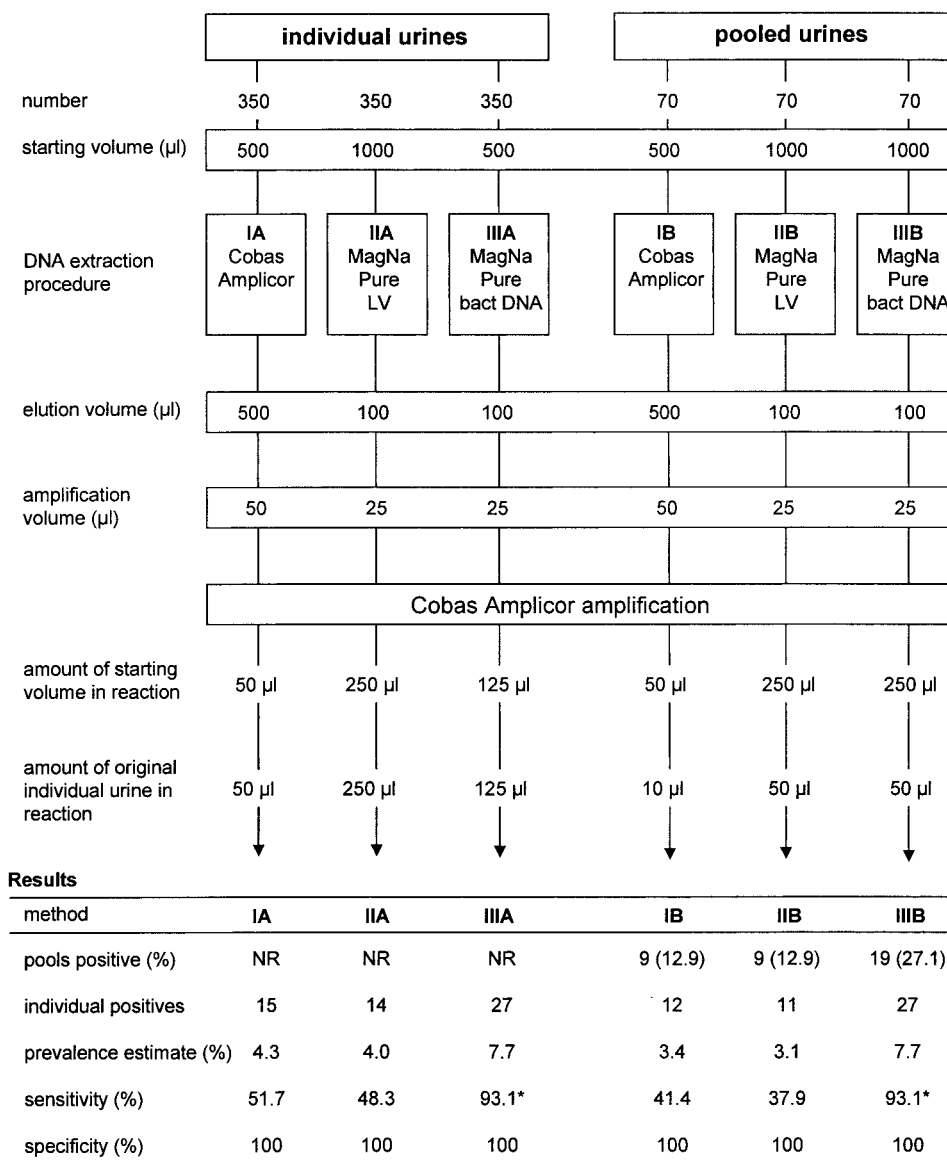 individual urines pooled urines
number 350 350 350 70 70 70
starting volume (µl) 500 1000 500 500 1000 1000
DNA extraction procedure
IA Cobas Amplicor
IIA MagNa Pure LV
IIIA MagNa Pure bact DNA
IB Cobas Amplicor
IIB MagNa Pure LV
IIIB MagNa Pure bact DNA
elution volume (µl) 500 100 100 500 100 100
amplification volume (µl) 50 25 25 50 25 25
Cobas Amplicor amplification
amount of starting volume in reaction 50 µl 250 µl 125 µl 50 µl 250 µl 250 µl
amount of original individual urine in reaction 50 µl 250 µl 125 µl 10 µl 50 µl 50 µl
Results
method IA IIA IIIA IB IIB IIIB
pools positive (%) NR NR NR 9 (12.9) 9 (12.9) 19 (27.1)
individual positives 15 14 27 12 11 27
prevalence estimate (%) 4.3 4.0 7.7 3.4 3.1 7.7
sensitivity (%) 51.7 48.3 93.1* 41.4 37.9 93.1*
specificity (%) 100 100 100 100 100 100